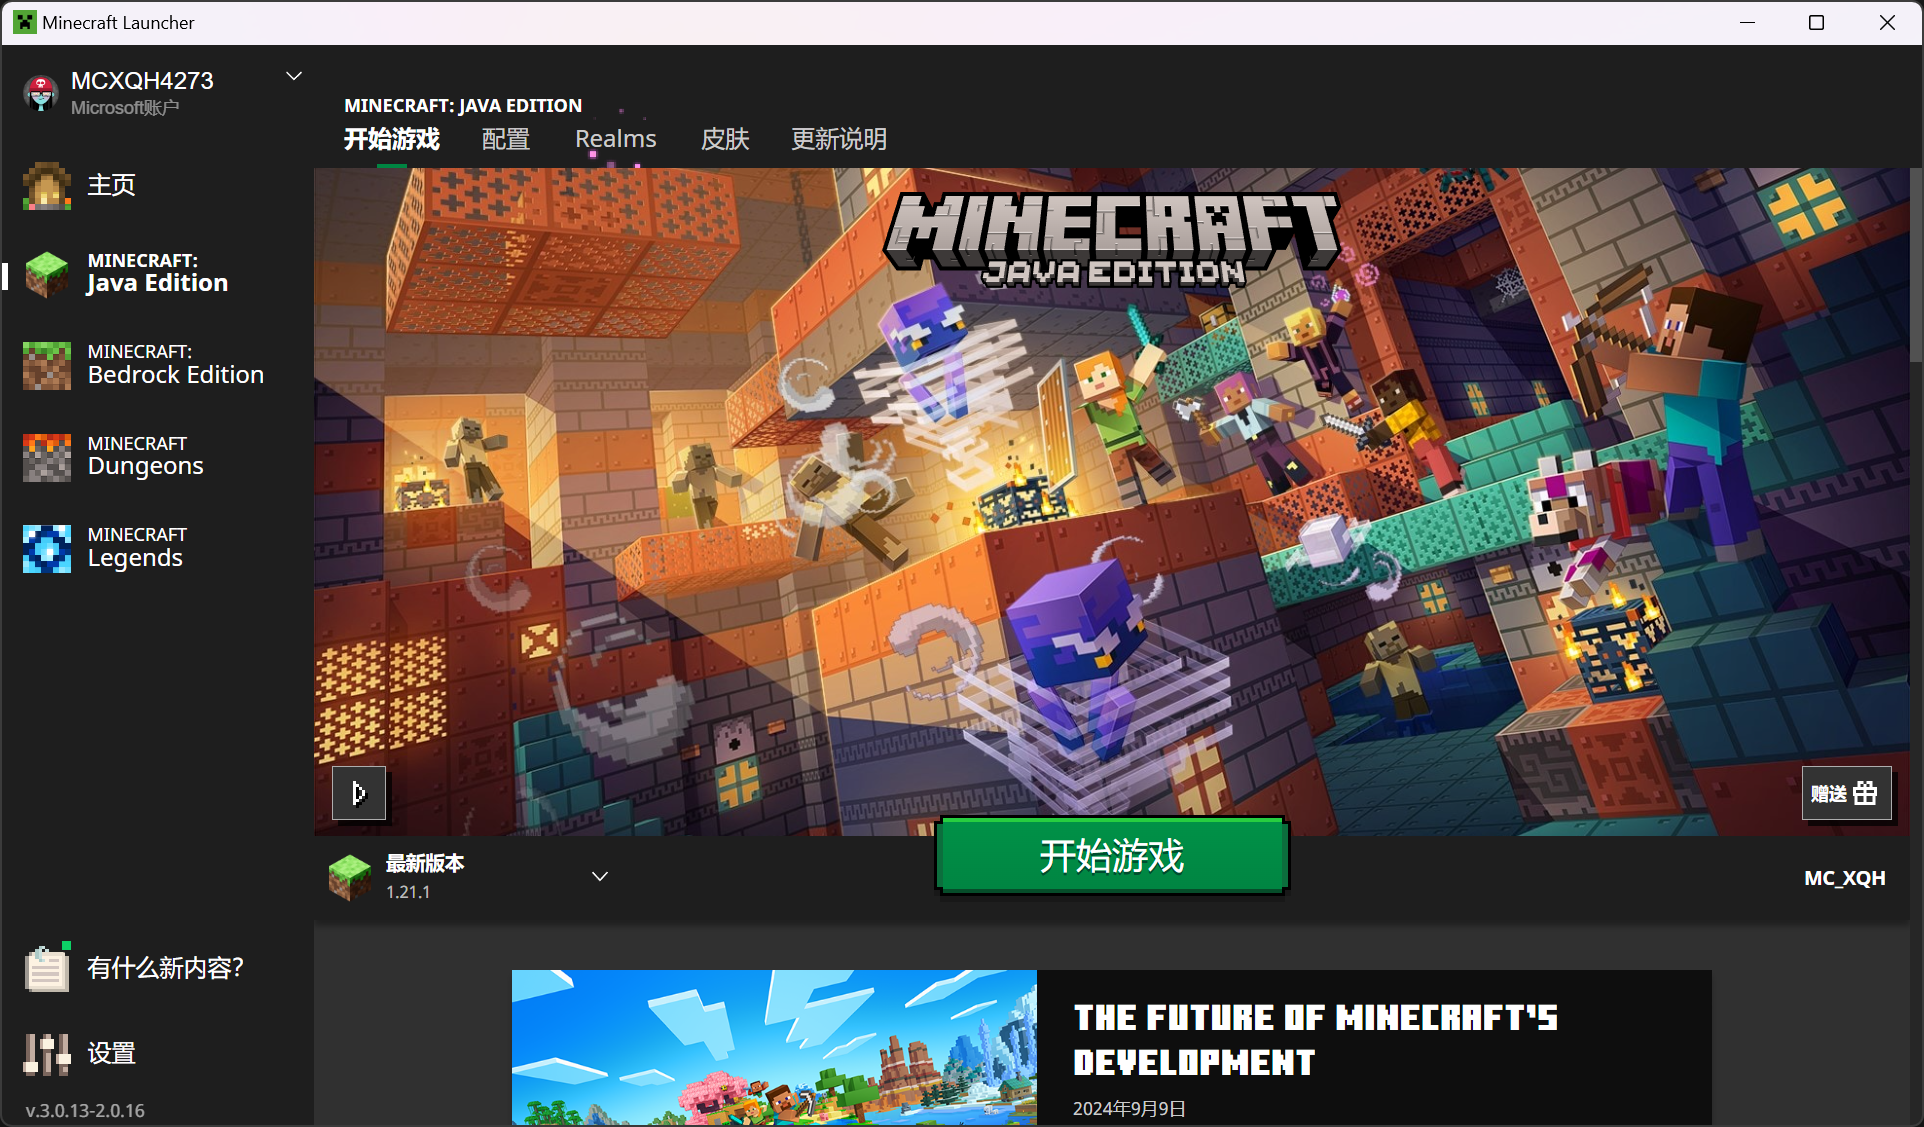 Minecraft Launcher
MCXQH4273
Microsoft账户
主页
MINECRAFT:
Java Edition
MINECRAFT:
Bedrock Edition
MINECRAFT
Dungeons
MINECRAFT
Legends
有什么新内容?
设置
v.3.0.13-2.0.16
MINECRAFT: JAVA EDITION
开始游戏 配置 Realms 皮肤 更新说明
MINECRAFT
JAVA EDITION
赠送
最新版本
1.21.1
开始游戏
MC_XQH
THE FUTURE OF MINECRAFT'S
DEVELOPMENT
2024年9月9日